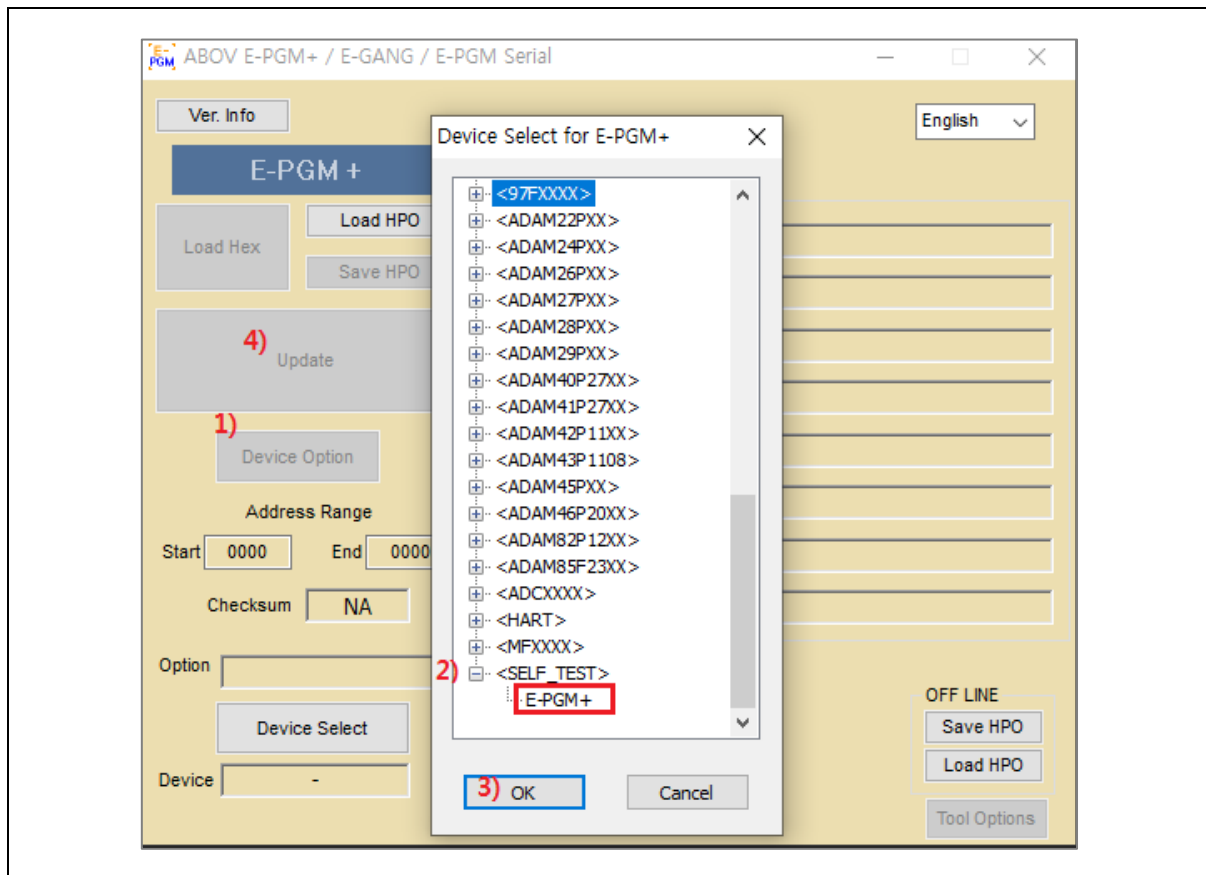 E-PGM ABOV E-PGM+ / E-GANG / E-PGM Serial
Ver. Info
English
E-PGM +
Load Hex
Load HPO
Save HPO
4) Update
1)
Device Option
Address Range
Start 0000 End 0000
Checksum NA
Option
Device Select
Device -
Device Select for E-PGM+
<97FXXXX>
<ADAM22PXX>
<ADAM24PXX>
<ADAM26PXX>
<ADAM27PXX>
<ADAM28PXX>
<ADAM29PXX>
<ADAM40P27XX>
<ADAM41P27XX>
<ADAM42P11XX>
<ADAM43P1108>
<ADAM45PXX>
<ADAM46P20XX>
<ADAM82P12XX>
<ADAM85F23XX>
<ADCXXXX>
<HART>
<MFXXXX>
2) <SELF_TEST>
E-PGM+
3) OK Cancel
OFF LINE
Save HPO
Load HPO
Tool Options